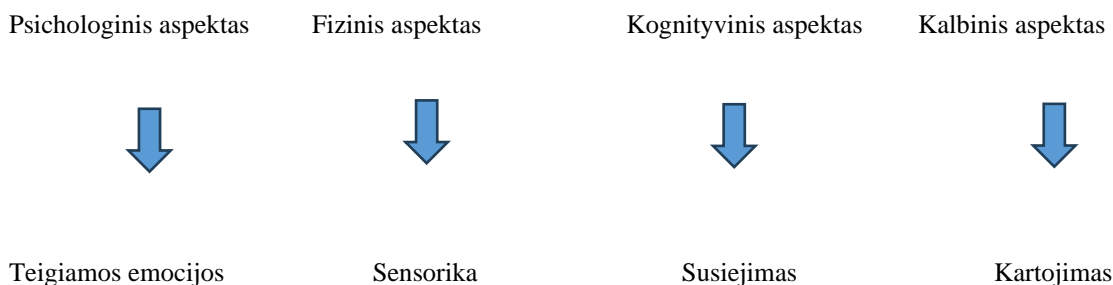 Psichologinis aspektas Fizinis aspektas Kognityvinis aspektas Kalbinis aspektas
Teigiamos emocijos Sensorika Susiejimas Kartojimas